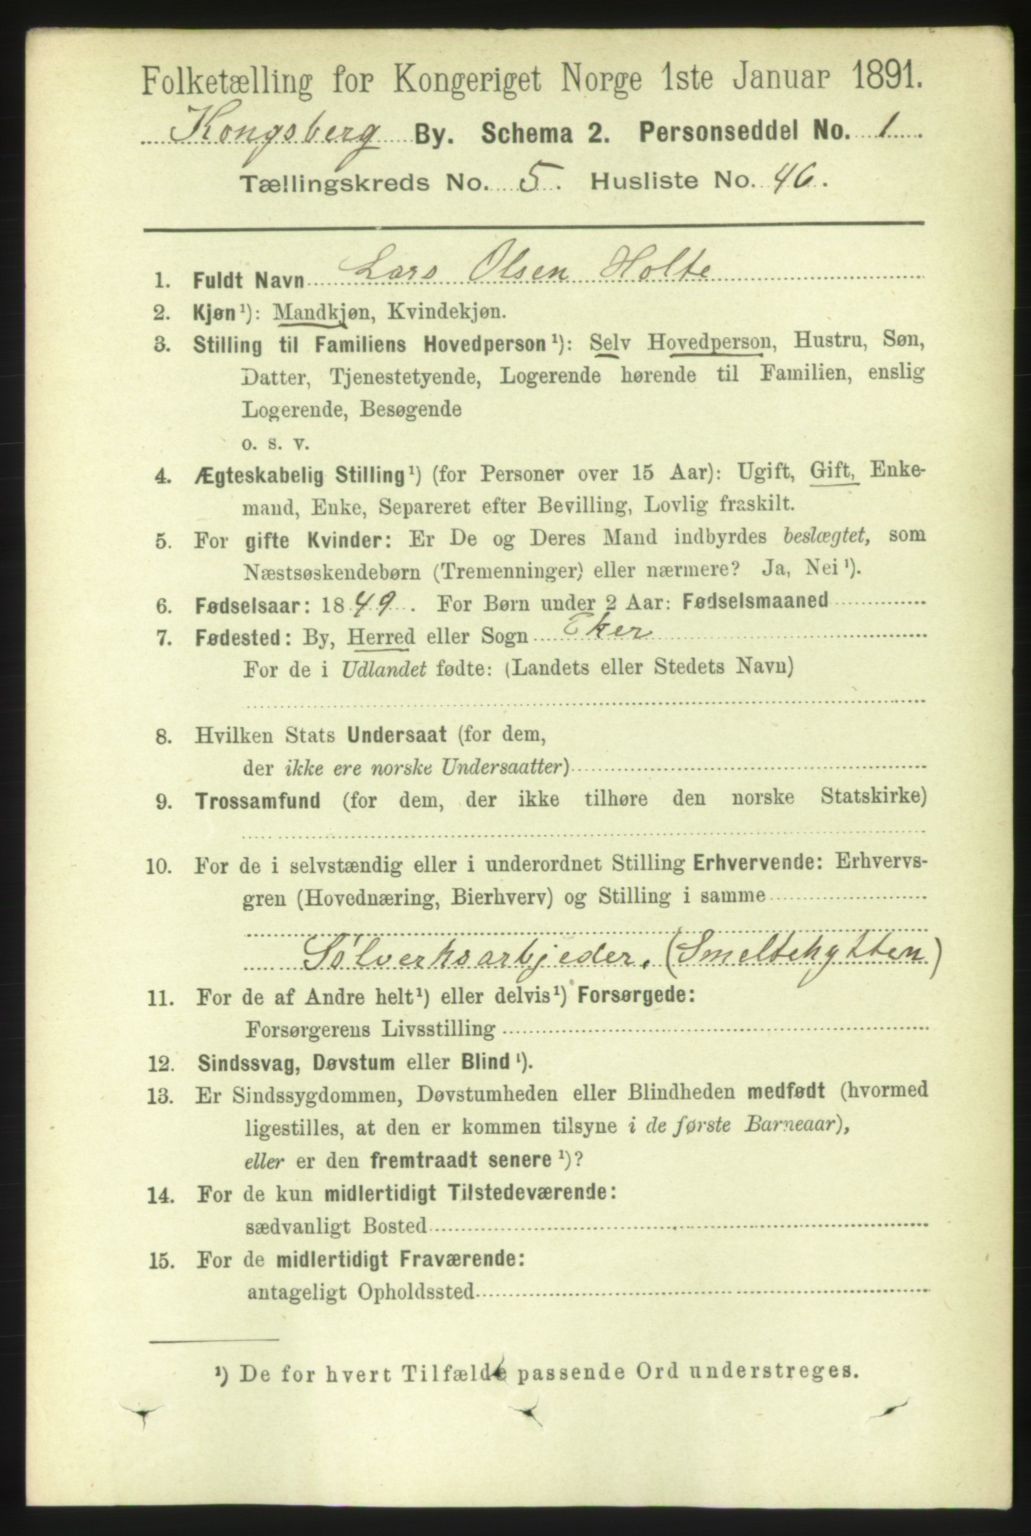 Folketælling for Kongeriget Norge 1ste Januar 1891.
Kongsberg By. Schema 2. Personseddel No. 1.
Tællingskreds No. 5. Husliste No. 46.
1. Fuldt Navn Lars Olsen Holte
2. Kjøn¹): Mandkjøn, Kvindekjøn.
3. Stilling til Familiens Hovedperson¹): Selv Hovedperson, Hustru, Søn,
Datter, Tjenestetyende, Logerende hørende til Familien, enslig
Logerende, Besøgende
o. s. v.
4. Ægteskabelig Stilling¹) (for Personer over 15 Aar): Ugift, Gift, Enke-
mand, Enke, Separeret efter Bevilling, Lovlig fraskilt.
5. For gifte Kvinder: Er De og Deres Mand indbyrdes beslægtet, som
Næstsøskendebørn (Tremenninger) eller nærmere? Ja, Nei¹).
6. Fødselsaar: 1849. For Børn under 2 Aar: Fødselsmaaned
7. Fødested: By, Herred eller Sogn Eker
For de i Udlandet fødte: (Landets eller Stedets Navn)
8. Hvilken Stats Undersaat (for dem,
der ikke ere norske Undersaatter)
9. Trossamfund (for dem, der ikke tilhøre den norske Statskirke)
10. For de i selvstændig eller i underordnet Stilling Erhvervende: Erhvervs-
gren (Hovednæring, Bierhverv) og Stilling i samme
Sølverksarbjeder. (Smeltehytten)
11. For de af Andre helt¹) eller delvis¹) Forsørgede:
Forsørgerens Livsstilling
12. Sindssvag, Døvstum eller Blind¹).
13. Er Sindssygdommen, Døvstumheden eller Blindheden medfødt (hvormed
ligestilles, at den er kommen tilsyne i de første Barneaar),
eller er den fremtraadt senere¹)?
14. For de kun midlertidigt Tilstedeværende:
sædvanligt Bosted
15. For de midlertidigt Fraværende:
antageligt Opholdssted
¹) De for hvert Tilfælde passende Ord understreges.